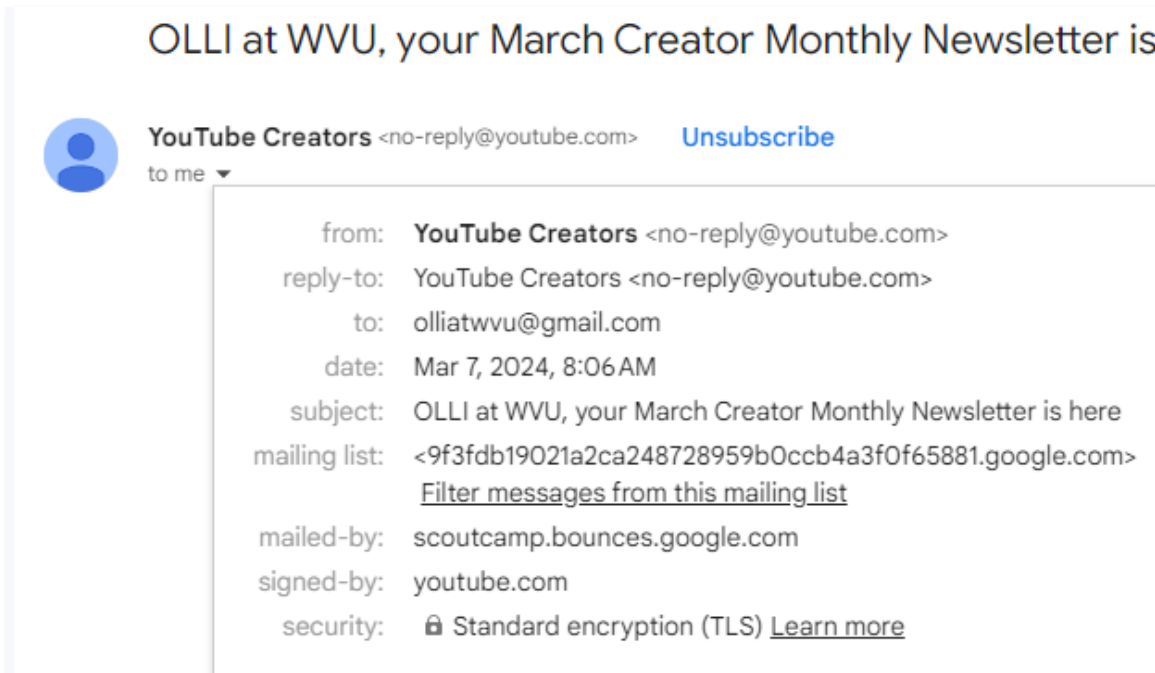 OLLI at WVU, your March Creator Monthly Newsletter is
YouTube Creators <no-reply@youtube.com> Unsubscribe
to me
from: YouTube Creators <no-reply@youtube.com>
reply-to: YouTube Creators <no-reply@youtube.com>
to: olliatwvu@gmail.com
date: Mar 7, 2024, 8:06 AM
subject: OLLI at WVU, your March Creator Monthly Newsletter is here
mailing list: <9f3fdb19021a2ca248728959b0ccb4a3f0f65881.google.com>
Filter messages from this mailing list
mailed-by: scoutcamp.bounces.google.com
signed-by: youtube.com
security: Standard encryption (TLS) Learn more